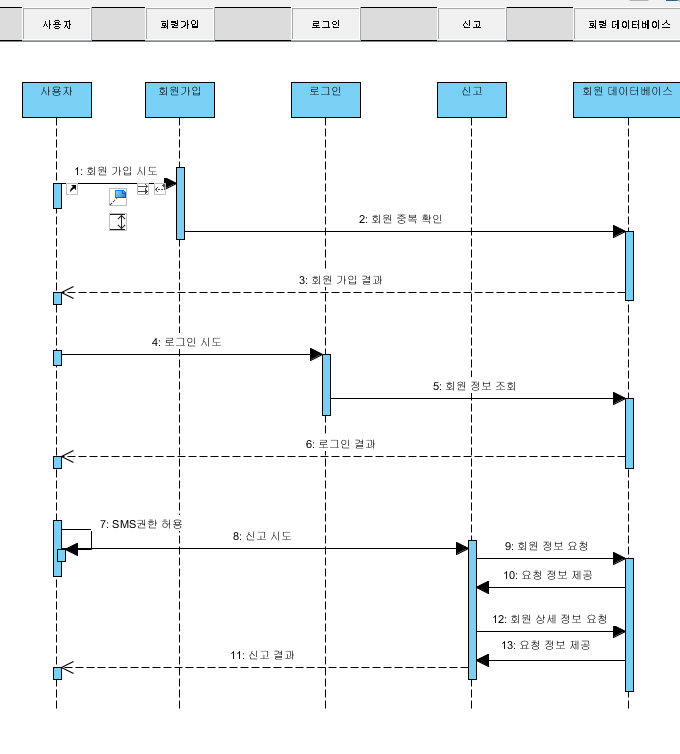 사용자 회원가입 로그인 신고 회원 데이터베이스
사용자 회원가입 로그인 신고 회원 데이터베이스
1: 회원 가입 시도
2: 회원 중복 확인
3: 회원 가입 결과
4: 로그인 시도
5: 회원 정보 조회
6: 로그인 결과
7: SMS권한 허용
8: 신고 시도
9: 회원 정보 요청
10: 요청 정보 제공
12: 회원 상세 정보 요청
13: 요청 정보 제공
11: 신고 결과